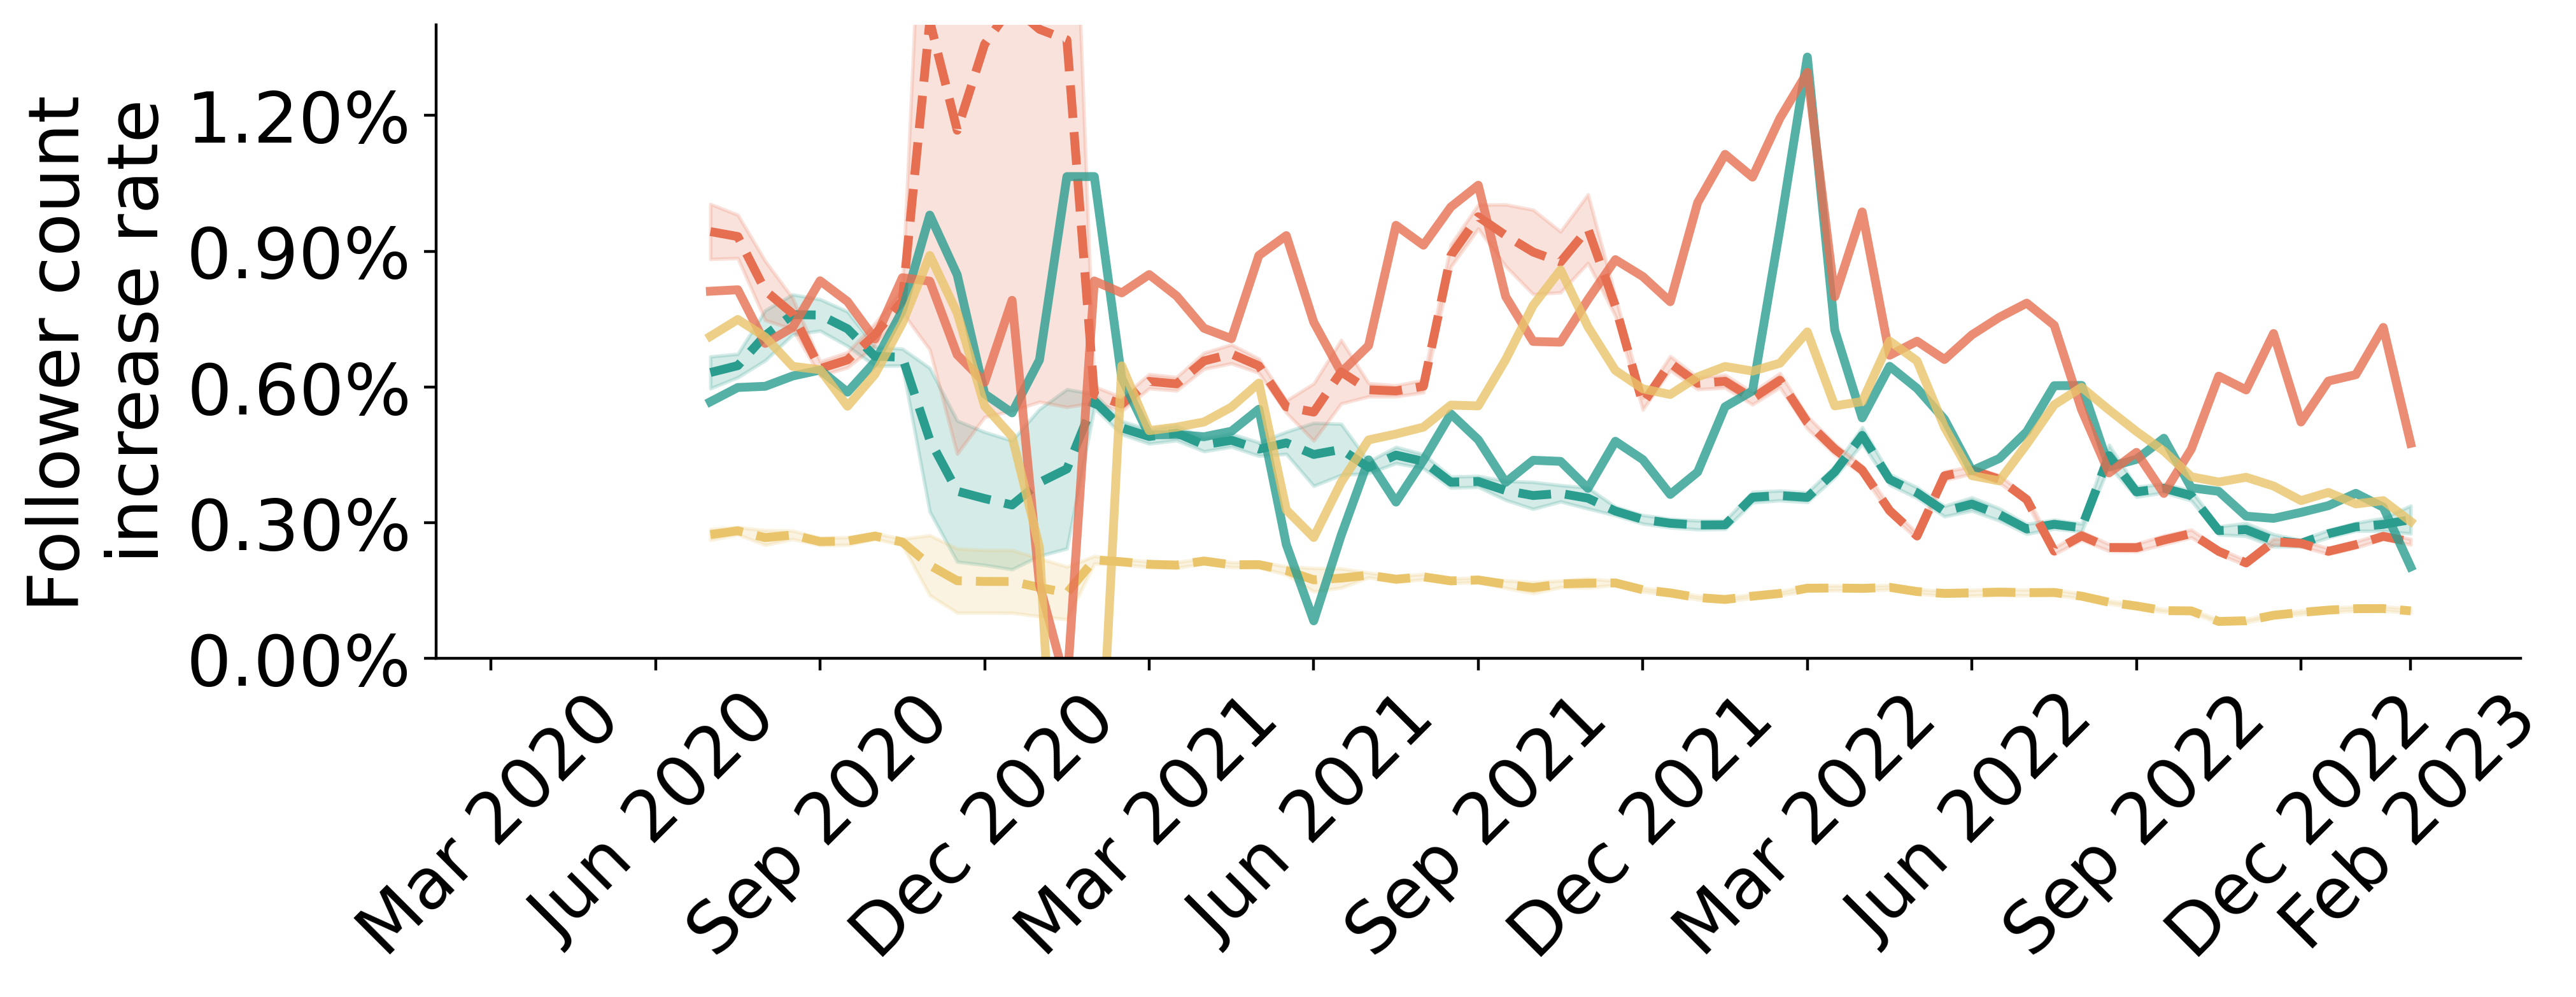 Follower count
increase rate
1.20%
0.90%
0.60%
0.30%
0.00%
Mar 2020
Jun 2020
Sep 2020
Dec 2020
Mar 2021
Jun 2021
Sep 2021
Dec 2021
Mar 2022
Jun 2022
Sep 2022
Dec 2022
Feb 2023